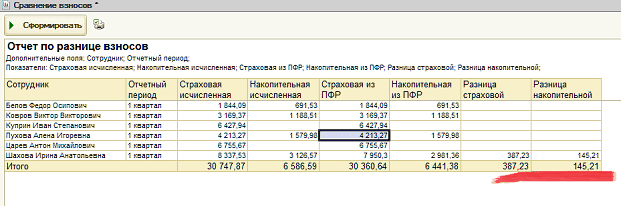 Сравнение взносов *
Сформировать
Отчет по разнице взносов
Дополнительные поля: Сотрудник; Отчетный период;
Показатели: Страховая исчисленная; Накопительная исчисленная; Страховая из ПФР; Накопительная из ПФР; Разница страховой; Разница накопительной;
Сотрудник Отчетный период Страховая исчисленная Накопительная исчисленная Страховая из ПФР Накопительная из ПФР Разница страховой Разница накопительной
Белов Федор Осипович 1 квартал 1 844,09 691,53 1 844,09 691,53
Ковров Виктор Викторович 1 квартал 3 169,37 1 188,51 3 169,37 1 188,51
Куприн Иван Степанович 1 квартал 6 427,94 6 427,94
Пухова Алена Игоревна 1 квартал 4 213,27 1 579,98 4 213,27 1 579,98
Царев Антон Михайлович 1 квартал 6 755,67 6 755,67
Шахова Ирина Анатольевна 1 квартал 8 337,53 3 126,57 7 950,3 2 981,36 387,23 145,21
Итого 30 747,87 6 586,59 30 360,64 6 441,38 387,23 145,21